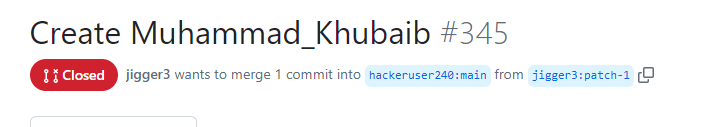 Create Muhammad_Khubaib #345
Closed jigger3 wants to merge 1 commit into hackeruser240:main from jigger3:patch-1